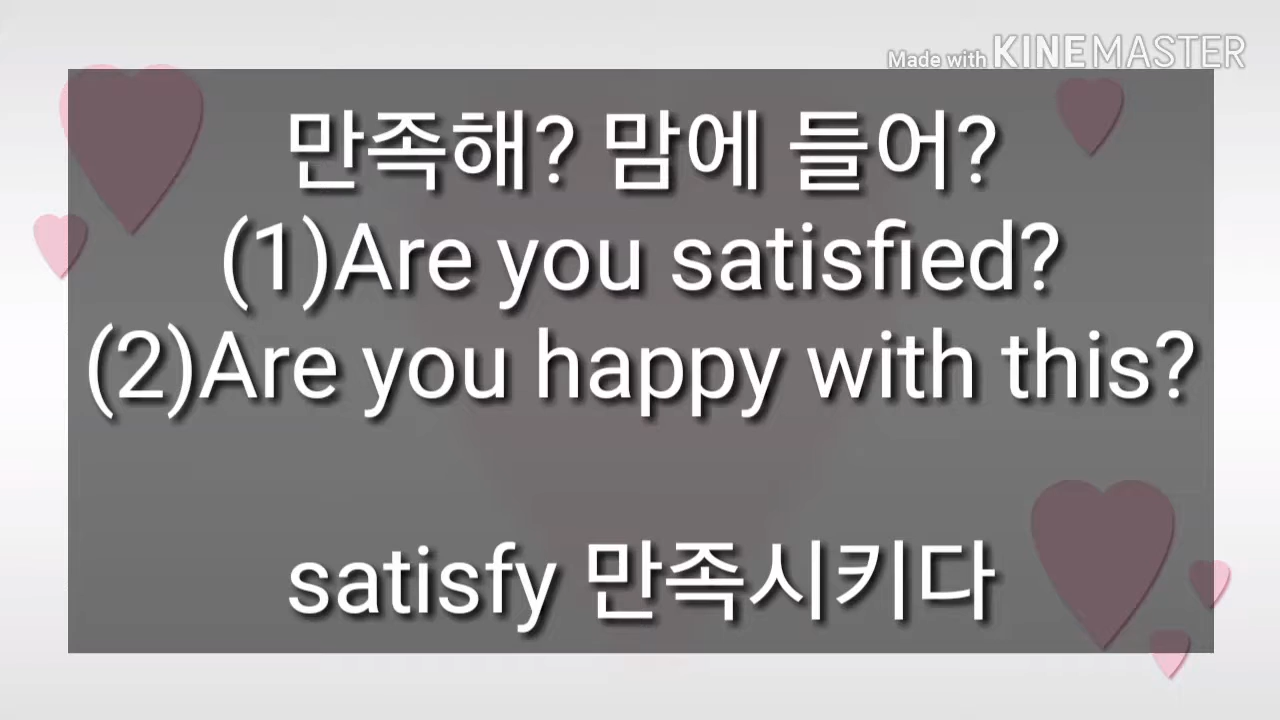 Made with KINEMASTER
만족해? 맘에 들어?
(1)Are you satisfied?
(2)Are you happy with this?
satisfy 만족시키다